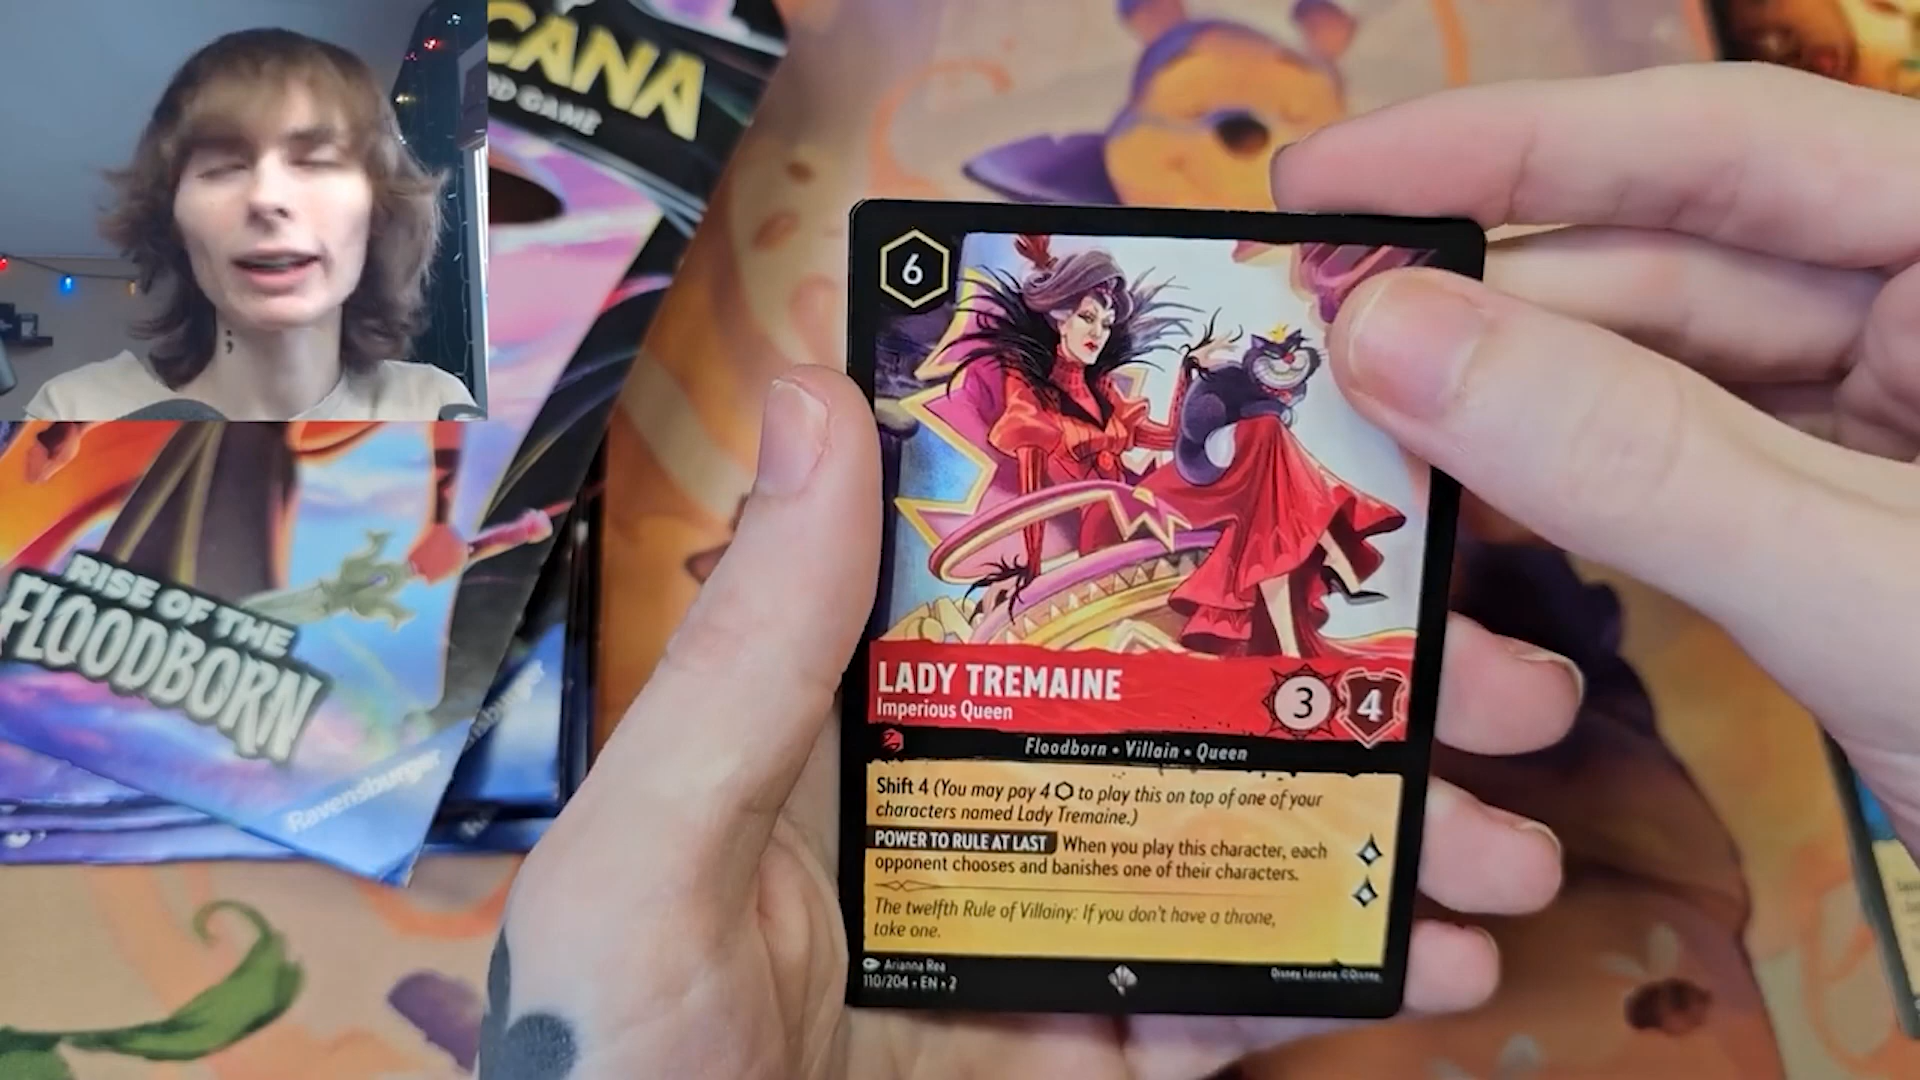 CANA
RD GAME
RISE OF THE
FLOODBORN
Ravensburger
6
LADY TREMAINE
Imperious Queen
3 4
Floodborn • Villain • Queen
Shift 4 (You may pay 4 ⬡ to play this on top of one of your
characters named Lady Tremaine.)
POWER TO RULE AT LAST When you play this character, each
opponent chooses and banishes one of their characters.
The twelfth Rule of Villainy: If you don't have a throne,
take one.
Arianna Rea
110/204 • EN • 2
Disney Lorcana ©Disney